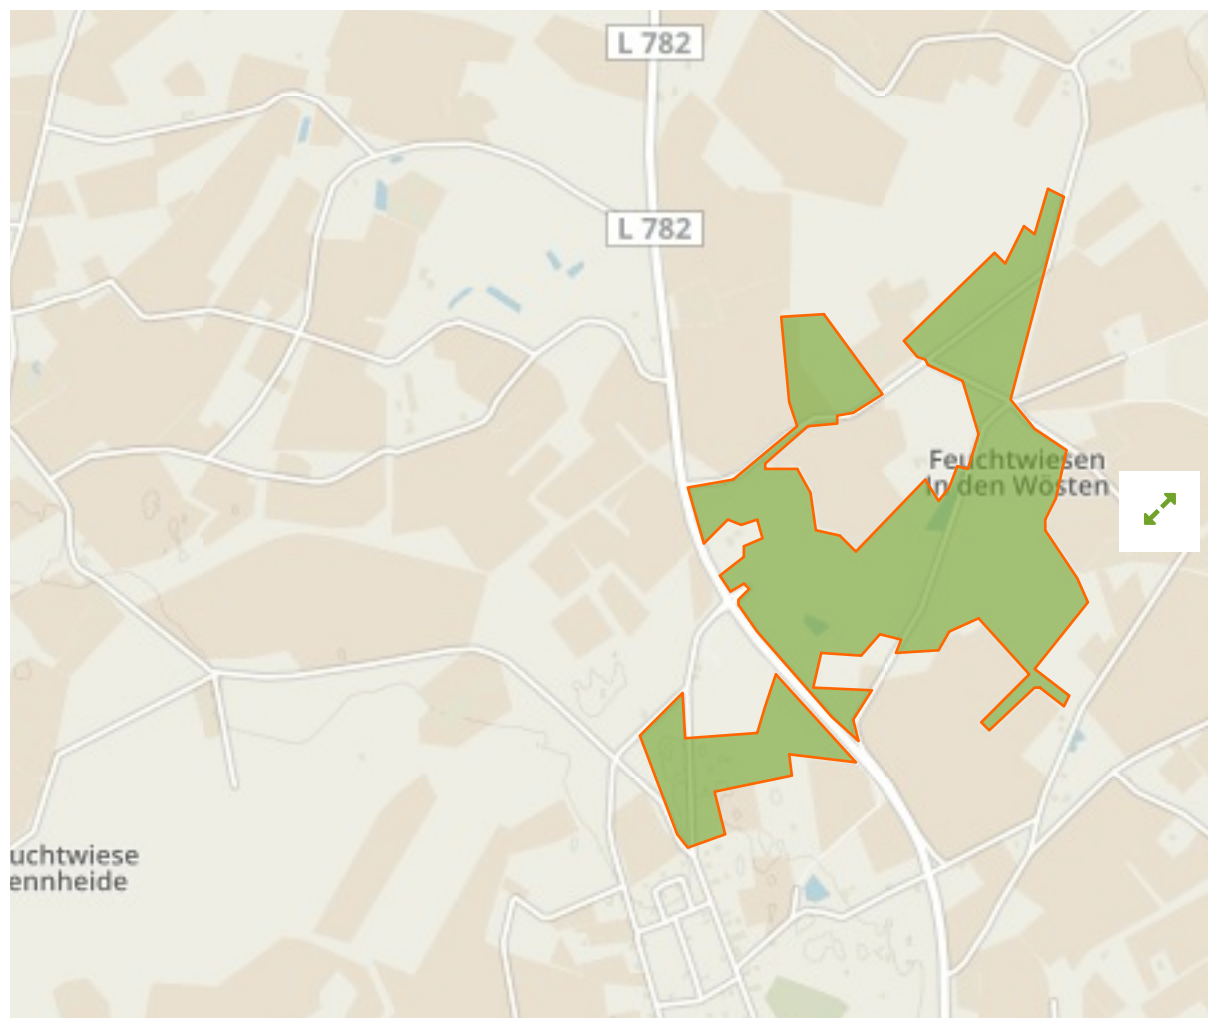 L 782
L 782
Feuchtwiesen
In den Wösten
uchtwiese
ennheide